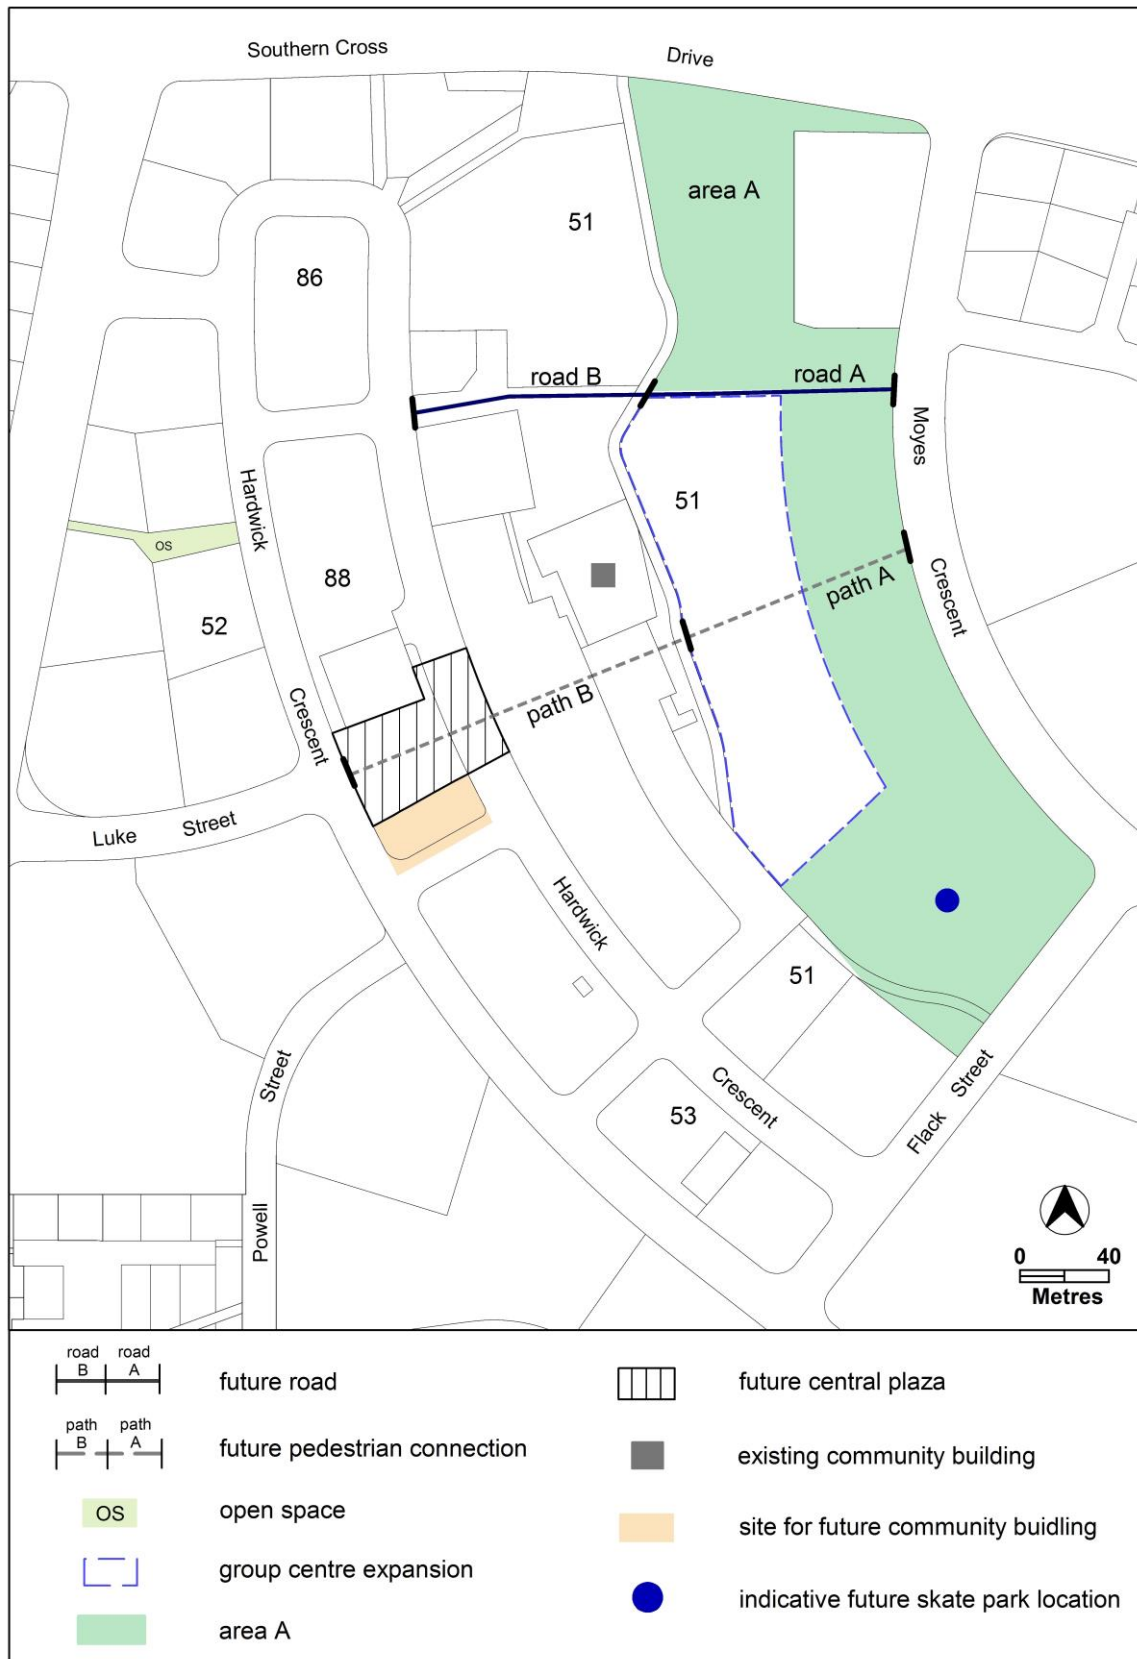 Southern Cross
Drive
area A
51
86
road B
road A
Moyes
Hardwick
51
OS
88
path A
Crescent
52
path B
Crescent
Luke
Street
Hardwick
51
Street
Crescent
53
Flack
Street
Powell
0 40
Metres
road B
road A
future road
future central plaza
path B
path A
future pedestrian connection
existing community building
OS
open space
site for future community buidling
group centre expansion
indicative future skate park location
area A